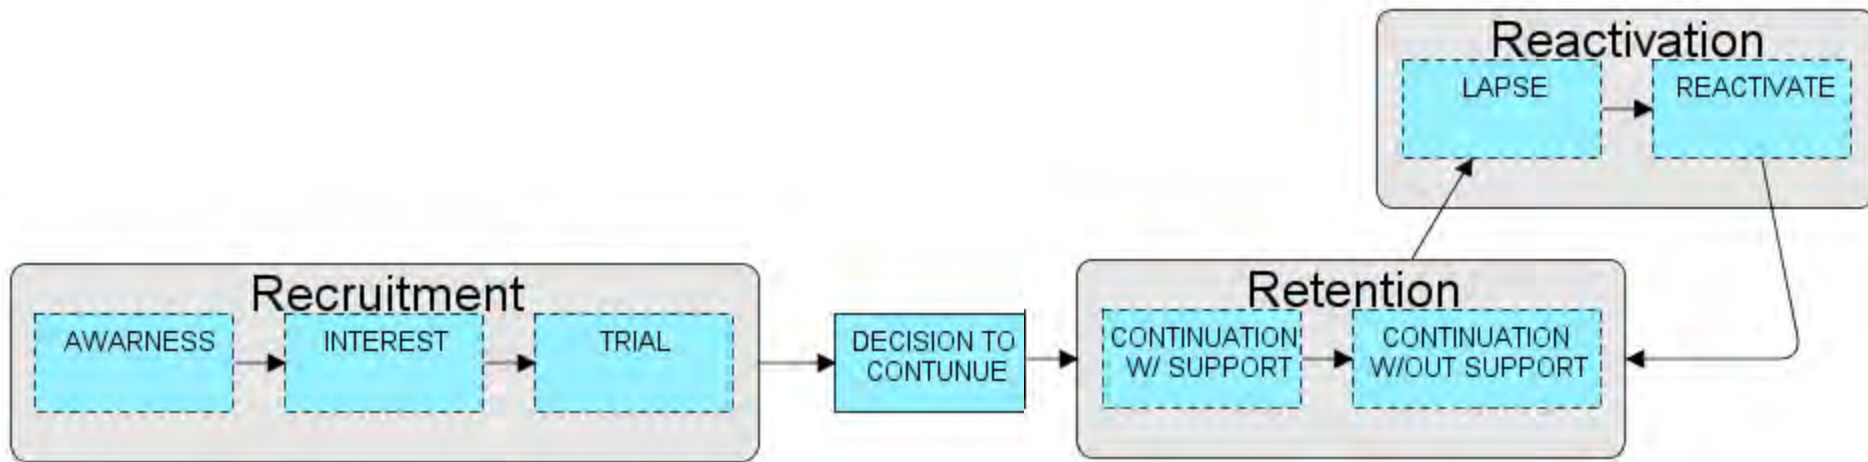 Reactivation
LAPSE
REACTIVATE
Recruitment
AWARNESS
INTEREST
TRIAL
DECISION TO
CONTUNUE
Retention
CONTINUATION
W/ SUPPORT
CONTINUATION
W/OUT SUPPORT